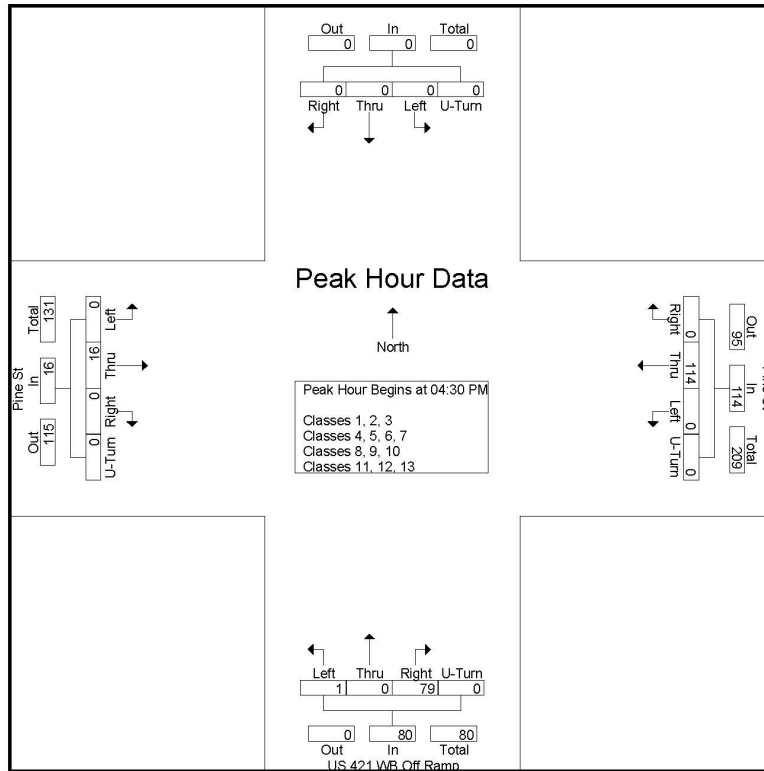 Out In Total
0 0 0
0 0 0 0
Right Thru Left U-Turn
Peak Hour Data
North
Peak Hour Begins at 04:30 PM
Classes 1, 2, 3
Classes 4, 5, 6, 7
Classes 8, 9, 10
Classes 11, 12, 13
Pine St
Out In Total
115 16 131
0 0 16 0
U-Turn Right Thru Left
Out In Total
95 114 209
0 114 0 0
Right Thru Left U-Turn
Left Thru Right U-Turn
1 0 79 0
0 80 80
Out In Total
US 421 WB Off Ramp